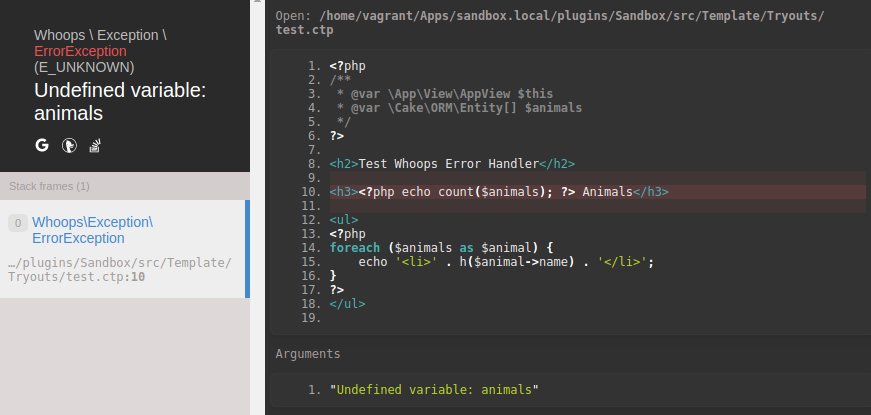 Whoops \ Exception \
ErrorException
(E_UNKNOWN)
Undefined variable:
animals
Stack frames (1)
0 Whoops\Exception\
ErrorException
…/plugins/Sandbox/src/Template/
Tryouts/test.ctp:10
Open: /home/vagrant/Apps/sandbox.local/plugins/Sandbox/src/Template/Tryouts/
test.ctp
1. <?php
2. /**
3.  * @var \App\View\AppView $this
4.  * @var \Cake\ORM\Entity[] $animals
5.  */
6. ?>
7.
8. <h2>Test Whoops Error Handler</h2>
9.
10. <h3><?php echo count($animals); ?> Animals</h3>
11.
12. <ul>
13. <?php
14. foreach ($animals as $animal) {
15.     echo '<li>' . h($animal->name) . '</li>';
16. }
17. ?>
18. </ul>
19.
Arguments
1. "Undefined variable: animals"